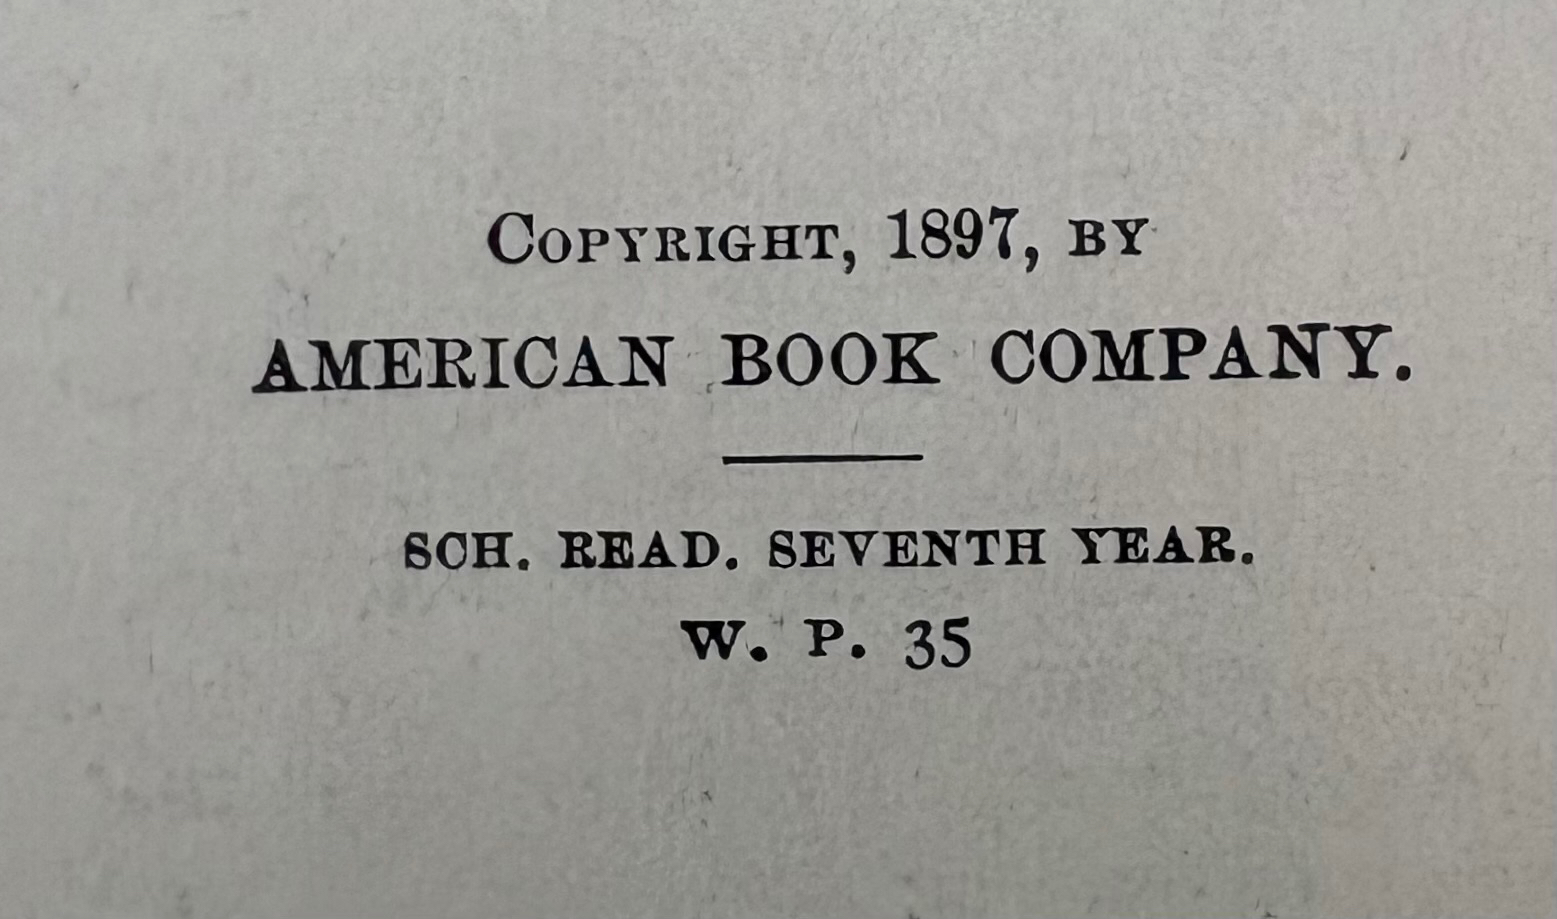 COPYRIGHT, 1897, BY
AMERICAN BOOK COMPANY.
SCH. READ. SEVENTH YEAR.
W. P. 35